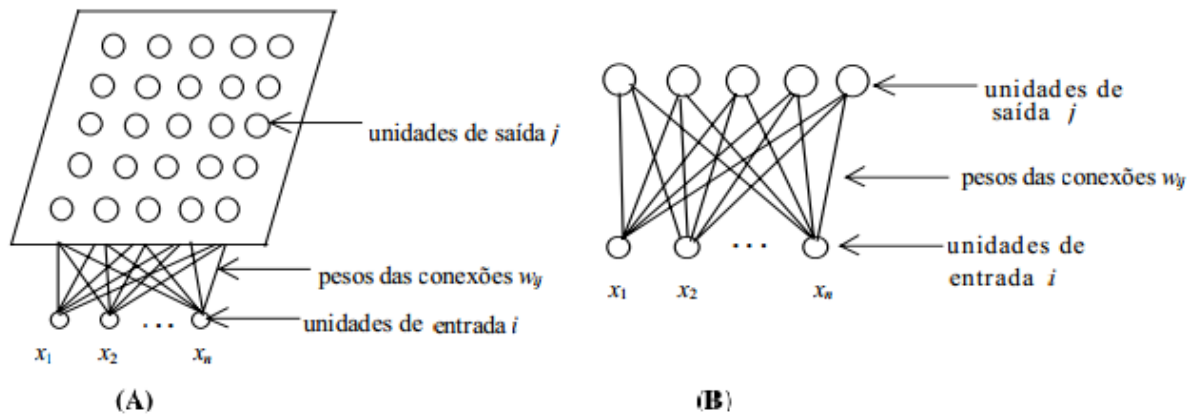 unidades de saída j
pesos das conexões wij
unidades de entrada i
x1 x2 ... xn
(A)
unidades de
saída j
pesos das conexões wij
unidades de
entrada i
x1 x2 ... xn
(B)